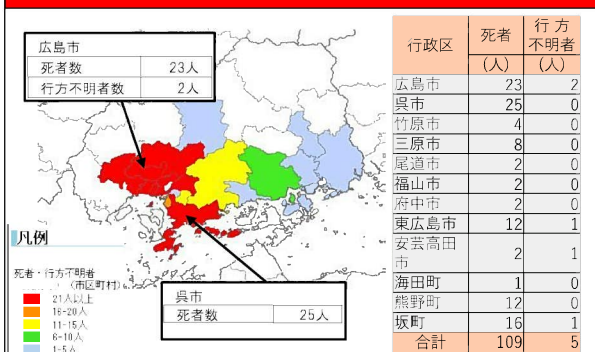 広島市
死者数 23人
行方不明者数 2人
凡例
死者・行方不明者
(市区町村)
21人以上
16-20人
11-15人
6-10人
1-5人
呉市
死者数 25人
行政区 死者 行方不明者
(人) (人)
広島市 23 2
呉市 25 0
竹原市 4 0
三原市 8 0
尾道市 2 0
福山市 2 0
府中市 2 0
東広島市 12 1
安芸高田
市 2 1
海田町 1 0
熊野町 12 0
坂町 16 1
合計 109 5